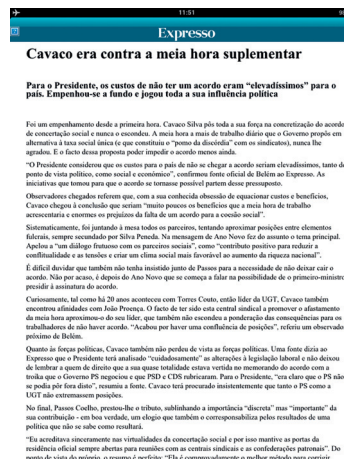 11:51
Expresso
Cavaco era contra a meia hora suplementar
Para o Presidente, os custos de não ter um acordo eram “elevadíssimos” para o
país. Empenhou-se a fundo e jogou toda a sua influência política
Foi um empenhamento desde a primeira hora. Cavaco Silva pôs toda a sua força na concretização do acordo
de concertação social e nunca o escondeu. A meia hora a mais de trabalho diário que o Governo propôs em
alternativa à taxa social única (e que constituiu o “pomo da discórdia” com os sindicatos), nunca lhe
agradou. E o facto dessa proposta poder impedir o acordo menos ainda.
“O Presidente considerou que os custos para o país de não se chegar a acordo seriam elevadíssimos, tanto do
ponto de vista político, como social e económico”, confirmou fonte oficial de Belém ao Expresso. As
iniciativas que tomou para que o acordo se tornasse possível partem desse pressuposto.
Observadores chegados referem que, com a sua conhecida obsessão de equacionar custos e benefícios,
Cavaco chegou à conclusão que seriam “muito poucos os benefícios que a meia hora de trabalho
acrescentaria e enormes os prejuízos da falta de um acordo para a coesão social”.
Sistematicamente, foi juntando à mesa todos os parceiros, tentando aproximar posições entre elementos
fulcrais, sempre secundado por Silva Peneda. Na mensagem de Ano Novo fez do assunto o tema principal.
Apelou a “um diálogo frutuoso com os parceiros sociais”, como “contributo positivo para reduzir a
conflitualidade e as tensões e criar um clima social mais favorável ao aumento da riqueza nacional”.
É difícil duvidar que também não tenha insistido junto de Passos para a necessidade de não deixar cair o
acordo. Não por acaso, é depois do Ano Novo que se começa a falar na possibilidade de o primeiro-ministro
presidir à assinatura do acordo.
Curiosamente, tal como há 20 anos aconteceu com Torres Couto, então líder da UGT, Cavaco também
encontrou afinidades com João Proença. O facto de ter sido esta central sindical a promover o afastamento
da meia hora aproximou-o do seu líder, que também não escondeu a ponderação das consequências para os
trabalhadores de não haver acordo. “Acabou por haver uma confluência de posições”, referiu um observador
próximo de Belém.
Quanto às forças políticas, Cavaco também não perdeu de vista as forças políticas. Uma fonte dizia ao
Expresso que o Presidente terá analisado “cuidadosamente” as alterações à legislação laboral e não deixou
de lembrar a quem de direito que a sua quase totalidade estava vertida no memorando do acordo com a
troika que o Governo PS negociou e que PSD e CDS rubricaram. Para o Presidente, “era claro que o PS não
se podia pôr fora disto”, resumiu a fonte. Cavaco terá procurado insistentemente que tanto o PS como a
UGT não extremassem posições.
No final, Passos Coelho, prestou-lhe o tributo, sublinhando a importância “discreta” mas “importante” da
sua contribuição - em boa verdade, um elogio que também o corresponsabiliza pelos resultados de uma
política que não se sabe como resultará.
“Eu acreditava sinceramente nas virtualidades da concertação social e por isso mantive as portas da
residência oficial sempre abertas para reuniões com as centrais sindicais e as confederações patronais”. Do
ponto de vista do próprio, o resumo é perfeito: “Ela é comprovadamente o melhor método para corrigir